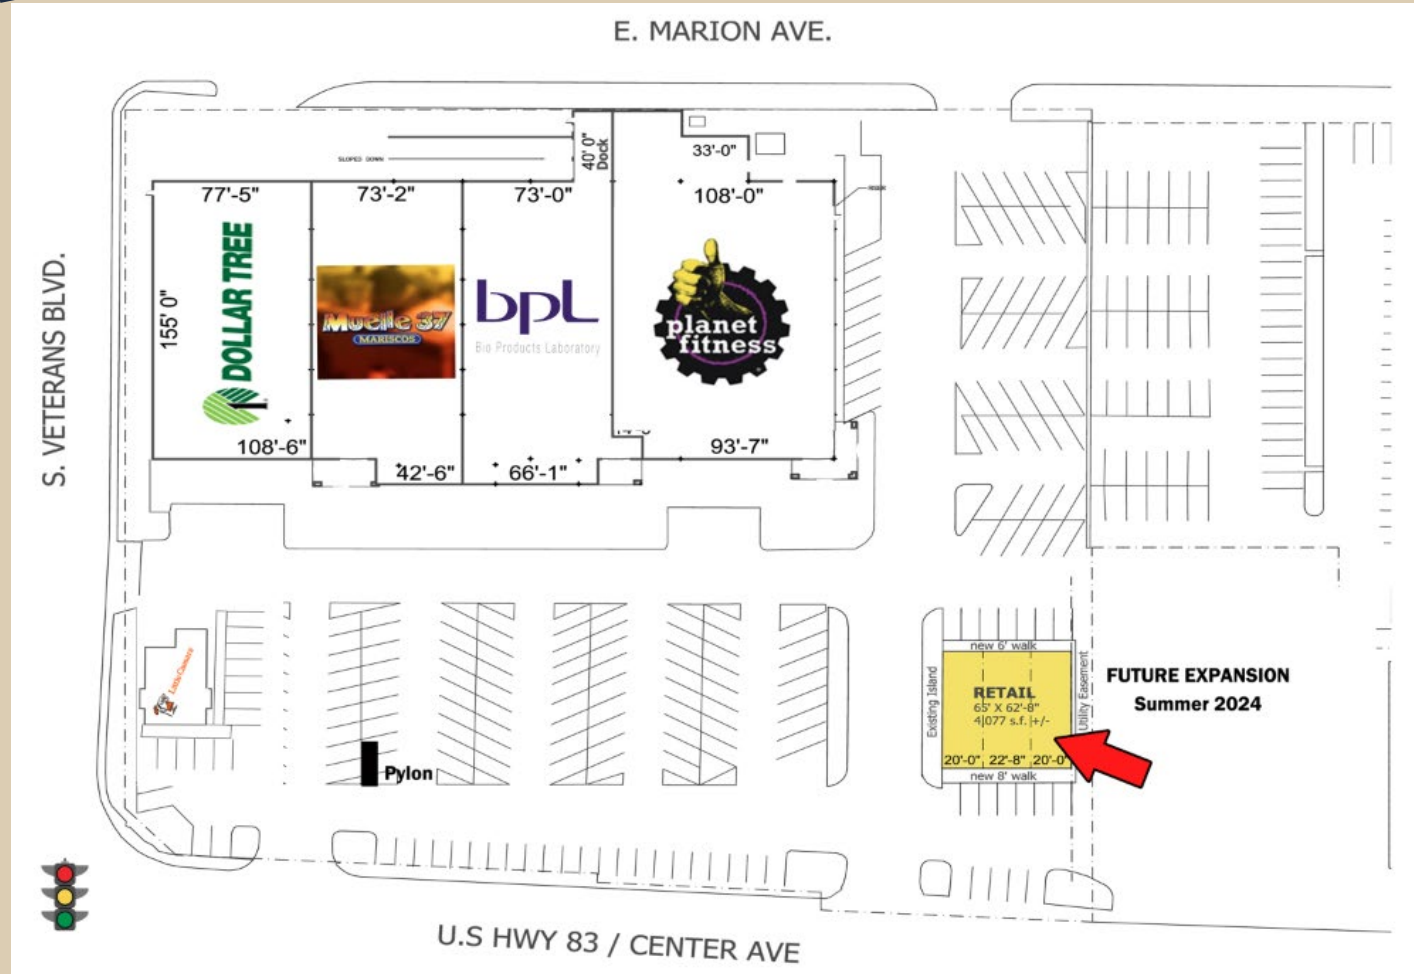 E. MARION AVE.
S. VETERANS BLVD.
40' 0"
Dock
33'-0"
SLOPED DOWN
77'-5"
73'-2"
73'-0"
108'-0"
155' 0"
DOLLAR TREE
Muelle 37
MARISCOS
bpl
Bio Products Laboratory
planet
fitness
108'-6"
42'-6"
66'-1"
93'-7"
Little Caesars
Pylon
Existing Island
new 6' walk
RETAIL
65' X 62'-8"
4,077 s.f. +/-
20'-0"
22'-8"
20'-0"
new 8' walk
Utility Easement
FUTURE EXPANSION
Summer 2024
U.S HWY 83 / CENTER AVE